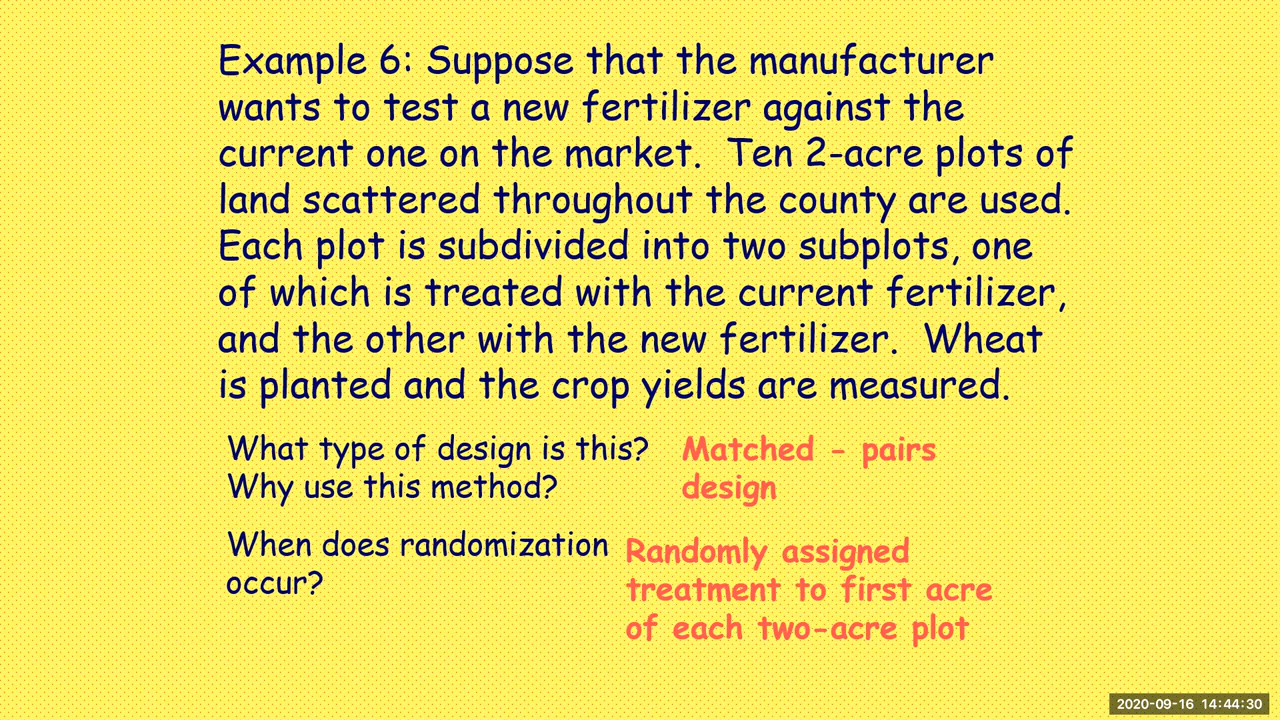 Example 6: Suppose that the manufacturer
wants to test a new fertilizer against the
current one on the market.  Ten 2-acre plots of
land scattered throughout the county are used.
Each plot is subdivided into two subplots, one
of which is treated with the current fertilizer,
and the other with the new fertilizer.  Wheat
is planted and the crop yields are measured.
What type of design is this?
Why use this method?
Matched - pairs
design
When does randomization
occur?
Randomly assigned
treatment to first acre
of each two-acre plot
2020-09-16 14:44:30